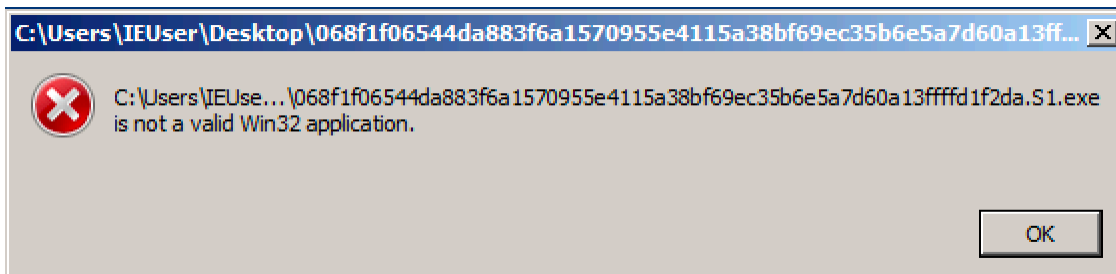 C:\Users\IEUser\Desktop\068f1f06544da883f6a1570955e4115a38bf69ec35b6e5a7d60a13ff...
C:\Users\IEUse...\068f1f06544da883f6a1570955e4115a38bf69ec35b6e5a7d60a13ffffd1f2da.S1.exe
is not a valid Win32 application.
OK